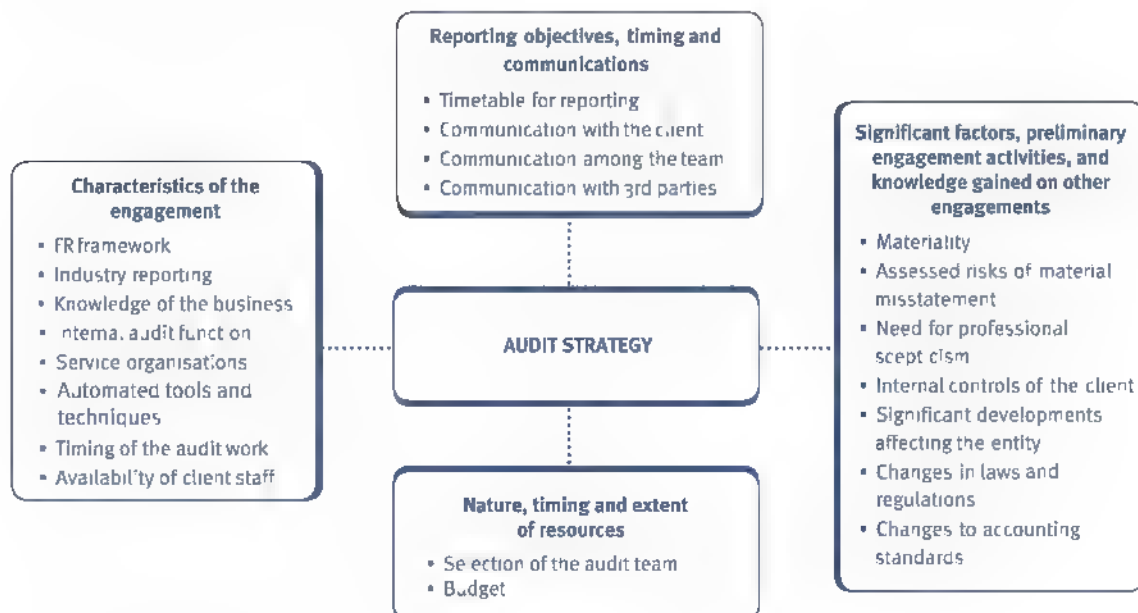 Reporting objectives, timing and
communications
• Timetable for reporting
• Communication with the client
• Communication among the team
• Communication with 3rd parties
Characteristics of the
engagement
• FR framework
• Industry reporting
• Knowledge of the business
• Internal audit function
• Service organisations
• Automated tools and
techniques
• Timing of the audit work
• Availability of client staff
AUDIT STRATEGY
Significant factors, preliminary
engagement activities, and
knowledge gained on other
engagements
• Materiality
• Assessed risks of material
misstatement
• Need for professional
scepticism
• Internal controls of the client
• Significant developments
affecting the entity
• Changes in laws and
regulations
• Changes to accounting
standards
Nature, timing and extent
of resources
• Selection of the audit team
• Budget